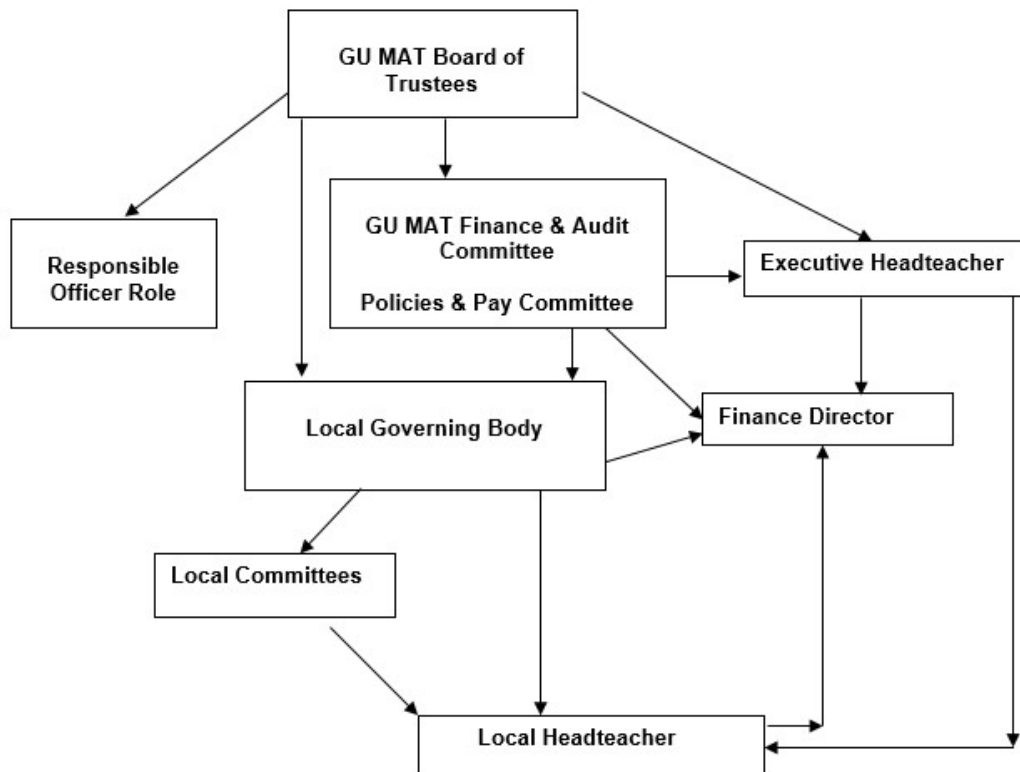 GU MAT Board of
Trustees
GU MAT Finance & Audit
Committee
Policies & Pay Committee
Responsible
Officer Role
Executive Headteacher
Local Governing Body
Finance Director
Local Committees
Local Headteacher